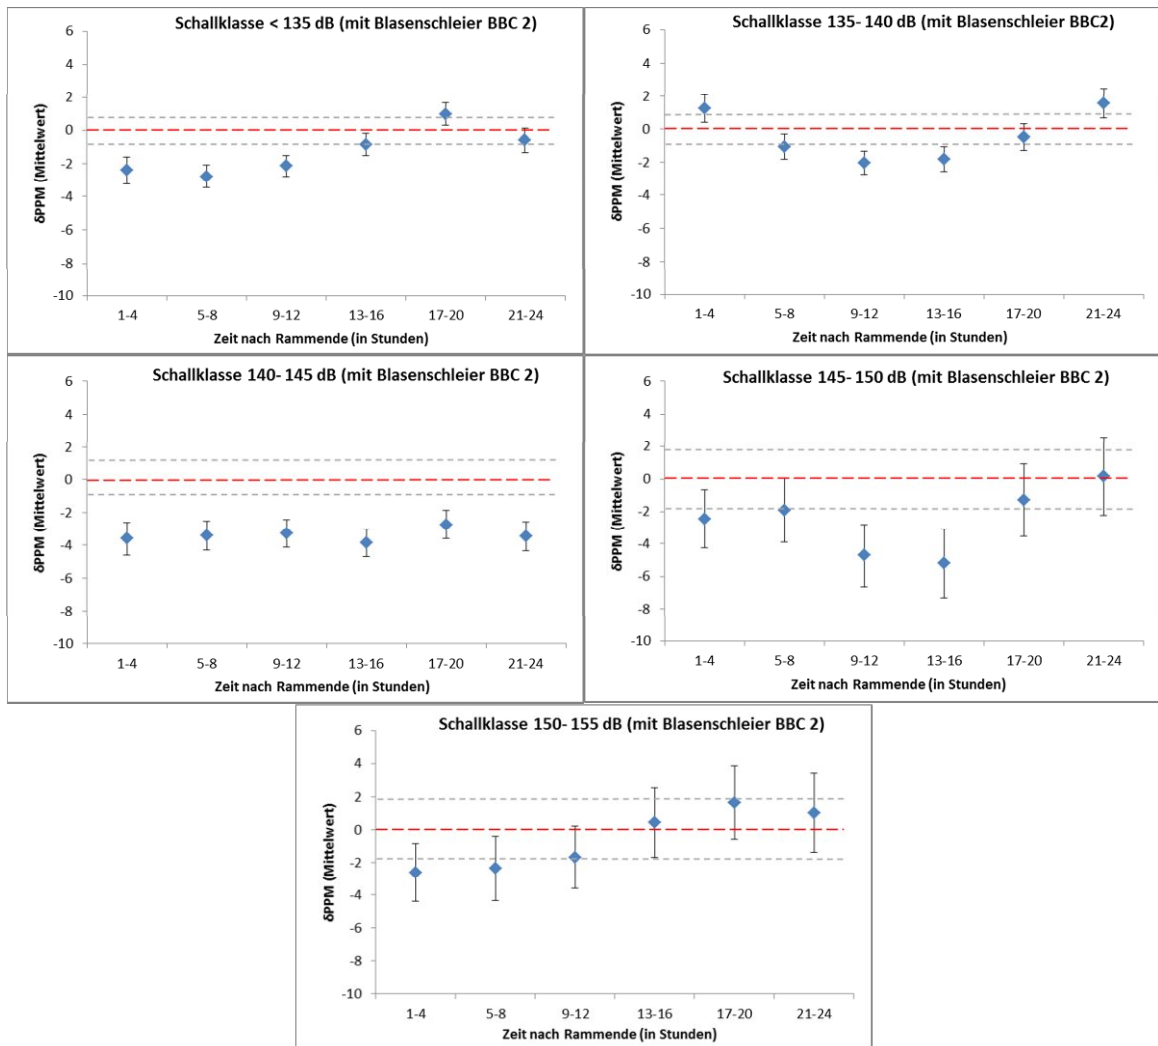 Schallklasse < 135 dB (mit Blasenschleier BBC 2)
δPPM (Mittelwert)
6
4
2
0
-2
-4
-6
-8
-10
1-4 5-8 9-12 13-16 17-20 21-24
Zeit nach Rammende (in Stunden)
Schallklasse 135- 140 dB (mit Blasenschleier BBC2)
δPPM (Mittelwert)
6
4
2
0
-2
-4
-6
-8
-10
1-4 5-8 9-12 13-16 17-20 21-24
Zeit nach Rammende (in Stunden)
Schallklasse 140- 145 dB (mit Blasenschleier BBC 2)
δPPM (Mittelwert)
6
4
2
0
-2
-4
-6
-8
-10
1-4 5-8 9-12 13-16 17-20 21-24
Zeit nach Rammende (in Stunden)
Schallklasse 145- 150 dB (mit Blasenschleier BBC 2)
δPPM (Mittelwert)
6
4
2
0
-2
-4
-6
-8
-10
1-4 5-8 9-12 13-16 17-20 21-24
Zeit nach Rammende (in Stunden)
Schallklasse 150- 155 dB (mit Blasenschleier BBC 2)
δPPM (Mittelwert)
6
4
2
0
-2
-4
-6
-8
-10
1-4 5-8 9-12 13-16 17-20 21-24
Zeit nach Rammende (in Stunden)